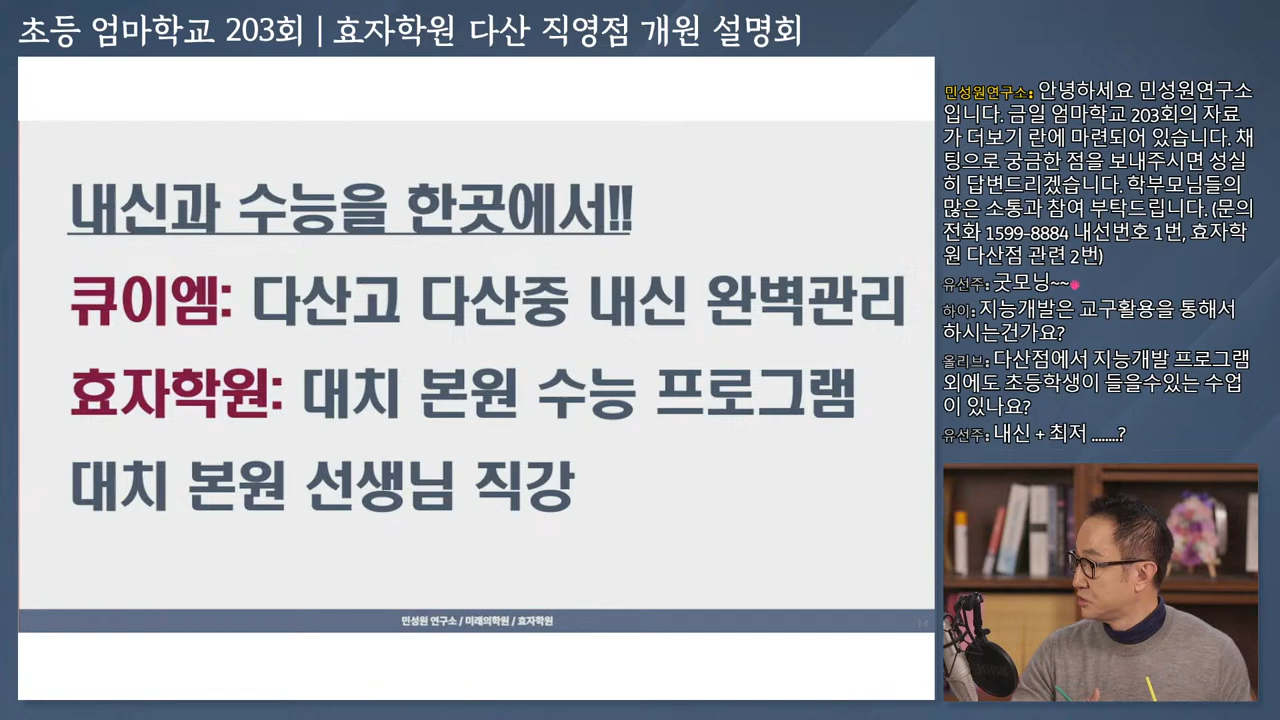 초등 엄마학교 203회 | 효자학원 다산 직영점 개원 설명회
내신과 수능을 한곳에서!!
큐이엠: 다산고 다산중 내신 완벽관리
효자학원: 대치 본원 수능 프로그램
대치 본원 선생님 직강
민성원 연구소 / 미래의학원 / 효자학원
14
민성원연구소: 안녕하세요 민성원연구소
입니다. 금일 엄마학교 203회의 자료
가 더보기 란에 마련되어 있습니다. 채
팅으로 궁금한 점을 보내주시면 성실
히 답변드리겠습니다. 학부모님들의
많은 소통과 참여 부탁드립니다. (문의
전화 1599-8884 내선번호 1번, 효자학
원 다산점 관련 2번)
유선주: 굿모닝~~
하이: 지능개발은 교구활용을 통해서
하시는건가요?
올리브: 다산점에서 지능개발 프로그램
외에도 초등학생이 들을수있는 수업
이 있나요?
유선주: 내신 + 최저 ........?